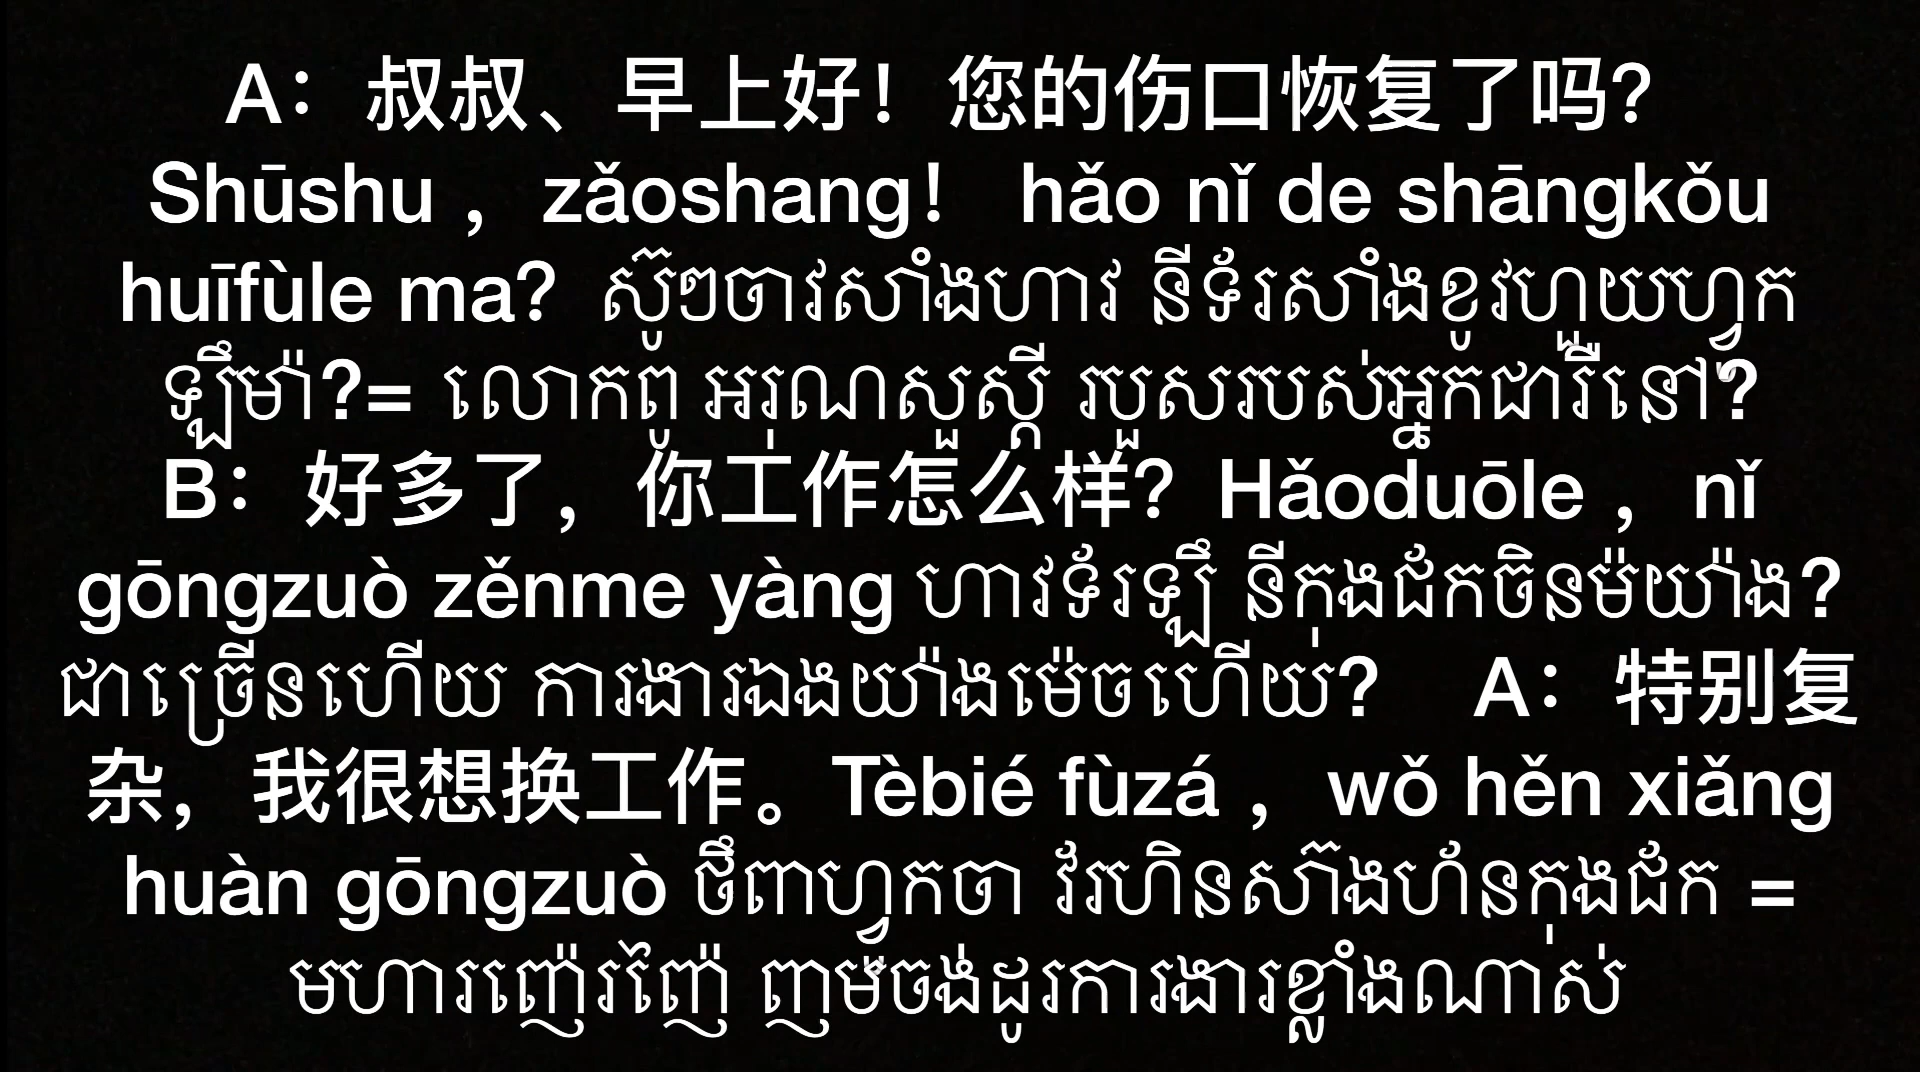 A：叔叔、早上好！您的伤口恢复了吗？
Shūshu， zǎoshang！ hǎo nǐ de shāngkǒu
huīfùle ma？ ស៊ូៗចាវសាំងហាវ នីទ័រសាំងខូវហួយហ្វូក
ឡឹម៉ា?= លោកពូ អរុណសួស្តី របួសរបស់អ្នកជារឺនៅ?
B：好多了，你工作怎么样？Hǎoduōle， nǐ
gōngzuò zěnme yàng ហាវទ័រឡឹ នីកុងជ័កចិនម៉យ៉ាង?
ជាច្រើនហើយ ការងារឯងយ៉ាងម៉េចហើយ់? A：特别复
杂，我很想换工作。Tèbié fùzá， wǒ hěn xiǎng
huàn gōngzuò ថឹពាហ្វូកចា វ័រហិនស៊ាងហ័នកុងជ័ក =
មហារញ៉េរញ៉ៃ ញុមចង់ដូរការងារខ្លាំងណាស់